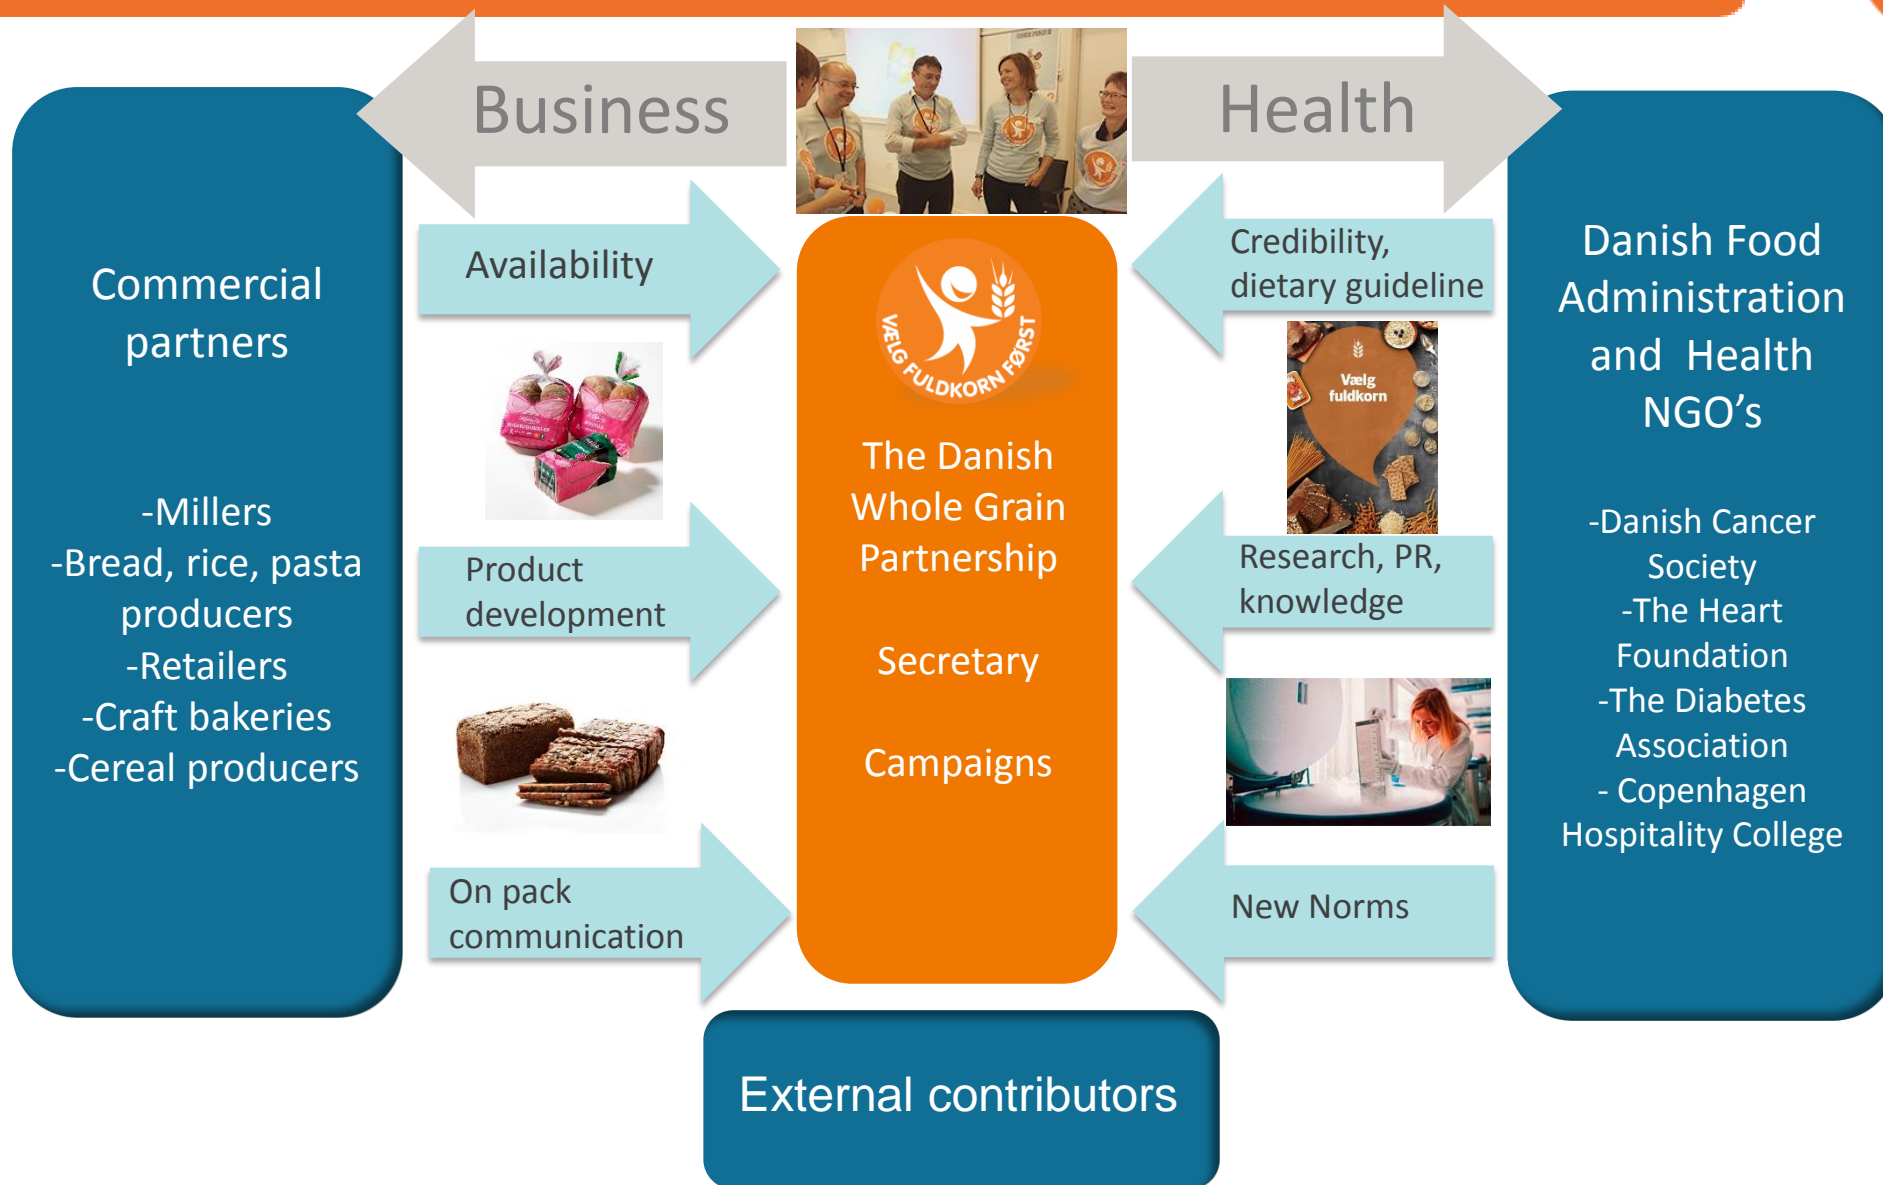 Business
Health
Commercial
partners
-Millers
-Bread, rice, pasta
producers
-Retailers
-Craft bakeries
-Cereal producers
Availability
Product
development
On pack
communication
VÆLG FULDKORN FØRST
The Danish
Whole Grain
Partnership
Secretary
Campaigns
Credibility,
dietary guideline
Vælg
fuldkorn
Research, PR,
knowledge
New Norms
Danish Food
Administration
and Health
NGO's
-Danish Cancer
Society
-The Heart
Foundation
-The Diabetes
Association
- Copenhagen
Hospitality College
External contributors